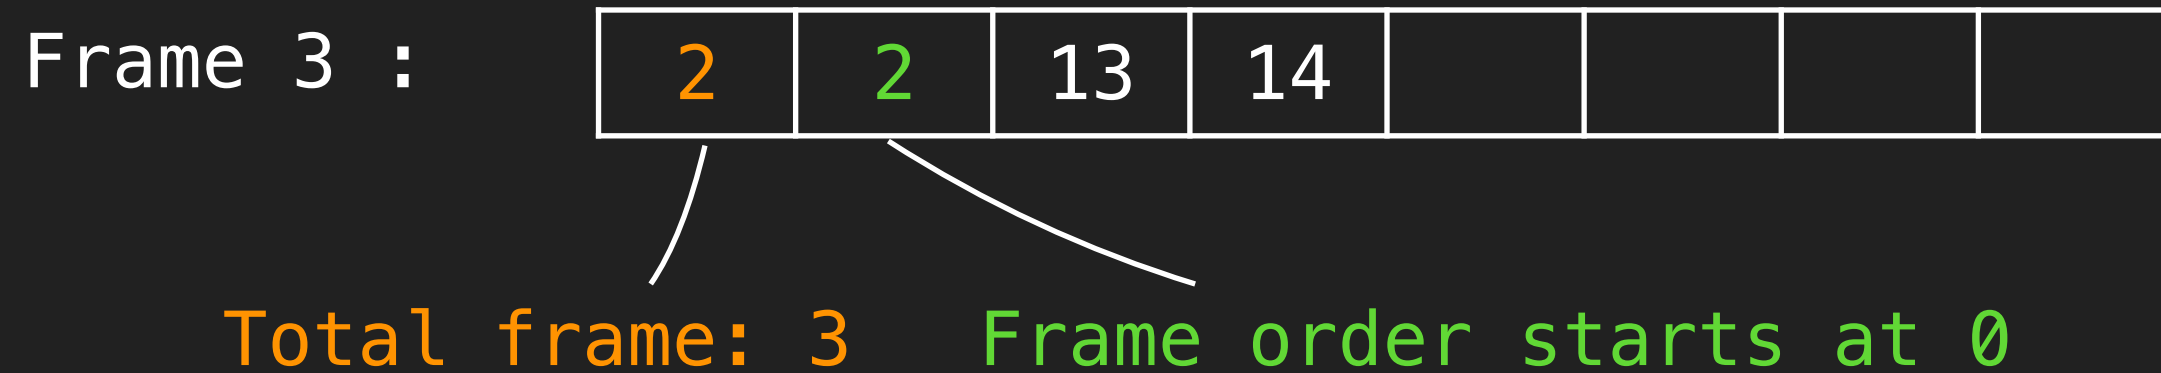 Frame 3 : 2 2 13 14
Total frame: 3 Frame order starts at 0